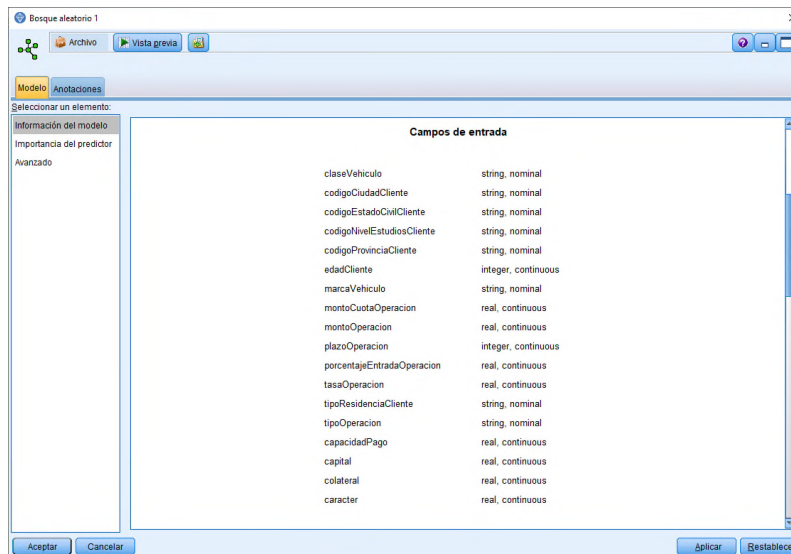 Bosque aleatorio 1
Archivo
Vista previa
Modelo
Anotaciones
Seleccionar un elemento:
Información del modelo
Importancia del predictor
Avanzado
Campos de entrada
claseVehiculo string, nominal
codigoCiudadCliente string, nominal
codigoEstadoCivilCliente string, nominal
codigoNivelEstudiosCliente string, nominal
codigoProvinciaCliente string, nominal
edadCliente integer, continuous
marcaVehiculo string, nominal
montoCuotaOperacion real, continuous
montoOperacion real, continuous
plazoOperacion integer, continuous
porcentajeEntradaOperacion real, continuous
tasaOperacion real, continuous
tipoResidenciaCliente string, nominal
tipoOperacion string, nominal
capacidadPago real, continuous
capital real, continuous
colateral real, continuous
caracter real, continuous
Aceptar
Cancelar
Aplicar
Restablece